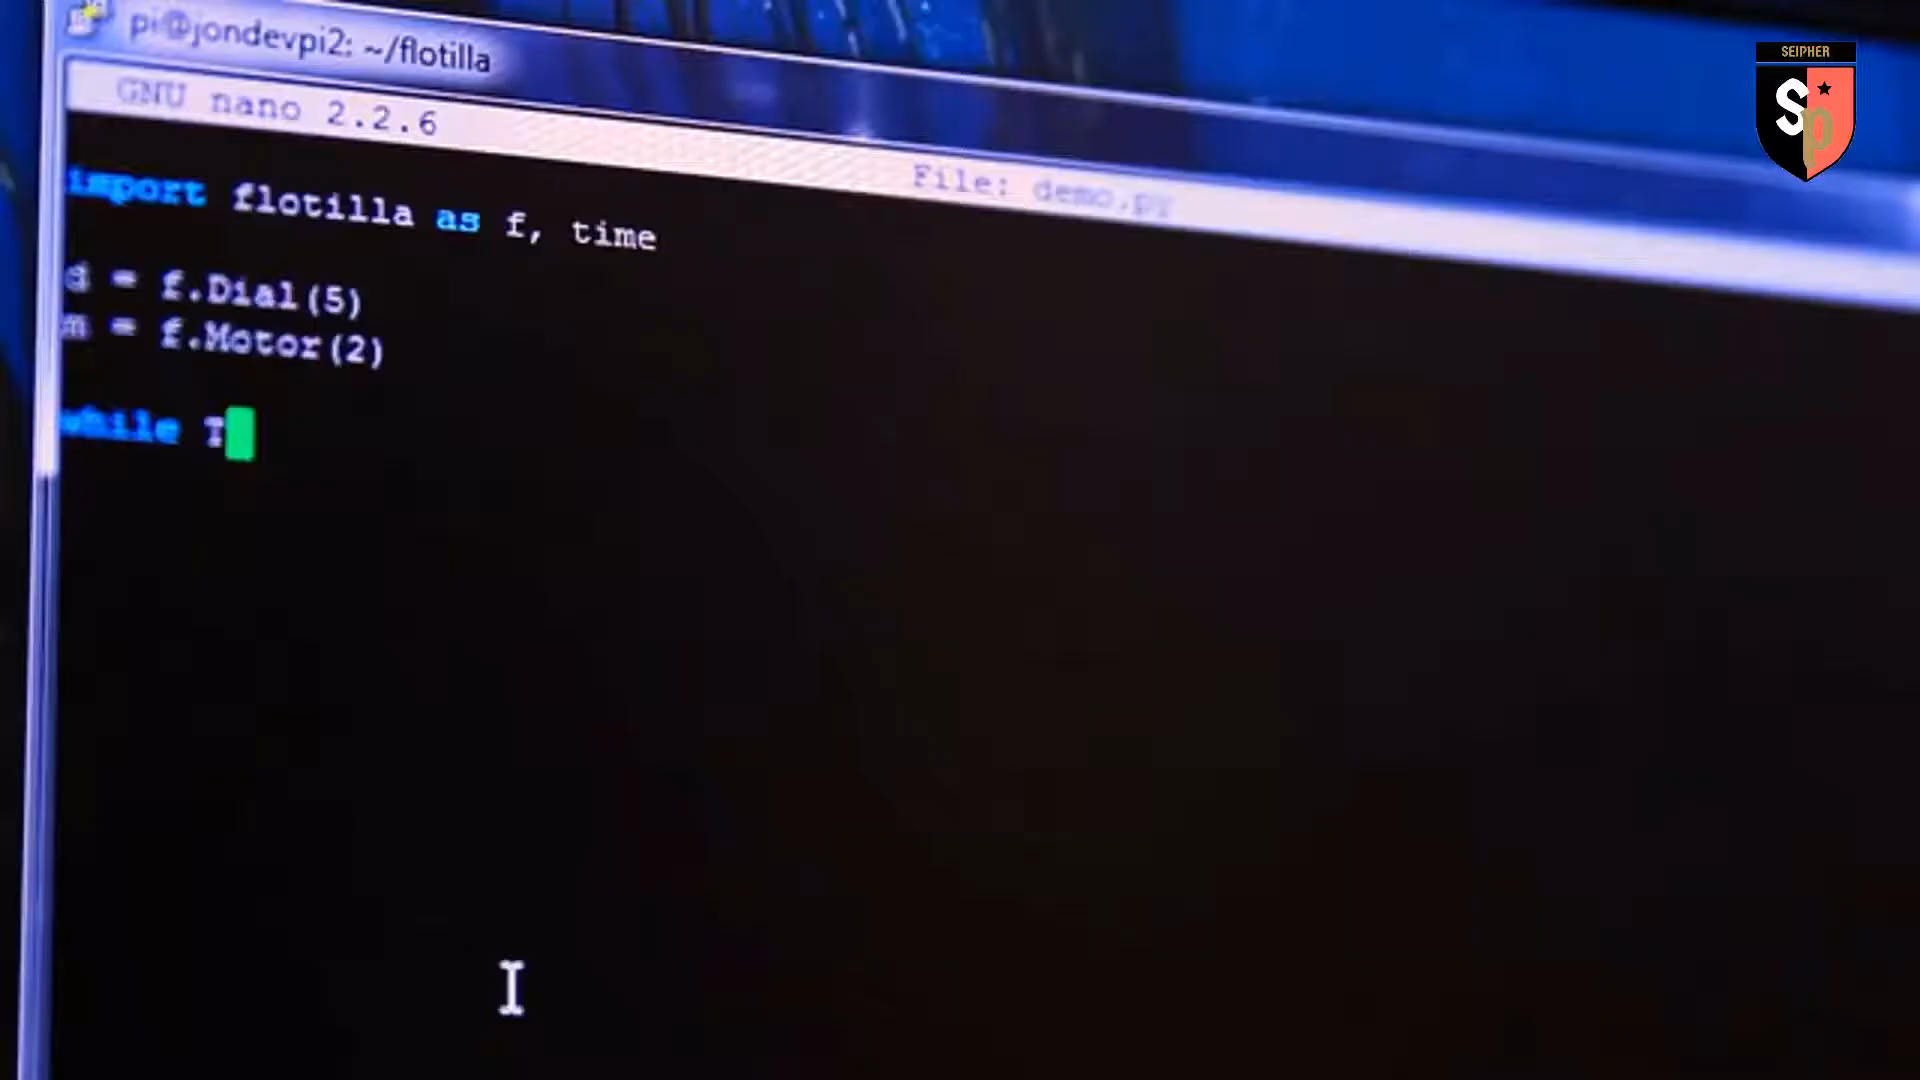 pi@jondevpi2: ~/flotilla
SEIPHER
Sp
GNU nano 2.2.6 File: demo.py
import flotilla as f, time
d = f.Dial(5)
m = f.Motor(2)
while T